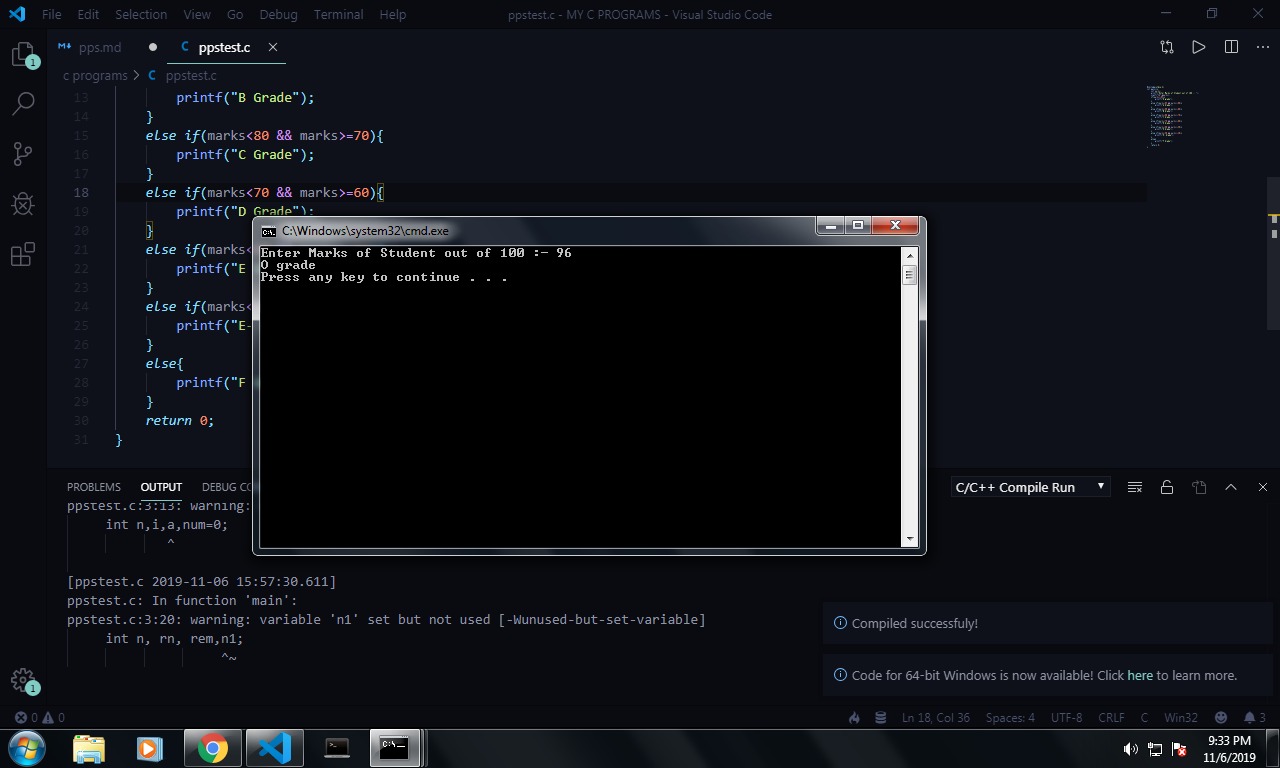 File Edit Selection View Go Debug Terminal Help
ppstest.c - MY C PROGRAMS - Visual Studio Code
pps.md
C ppstest.c
c programs > C ppstest.c
13 printf("B Grade");
14 }
15 else if(marks<80 && marks>=70){
16 printf("C Grade");
17 }
18 else if(marks<70 && marks>=60){
19 printf("D Grade");
20 }
21 else if(marks<
22 printf("E
23 }
24 else if(marks<
25 printf("E-
26 }
27 else{
28 printf("F
29 }
30 return 0;
31 }
C:\Windows\system32\cmd.exe
Enter Marks of Student out of 100 :- 96
O grade
Press any key to continue . . .
PROBLEMS OUTPUT DEBUG CO
C/C++ Compile Run
ppstest.c:3:13: warning:
int n,i,a,num=0;
^
[ppstest.c 2019-11-06 15:57:30.611]
ppstest.c: In function 'main':
ppstest.c:3:20: warning: variable 'n1' set but not used [-Wunused-but-set-variable]
int n, rn, rem,n1;
^~
Compiled successfuly!
Code for 64-bit Windows is now available! Click here to learn more.
1
1
0 0
Ln 18, Col 36 Spaces: 4 UTF-8 CRLF C Win32 3
9:33 PM
11/6/2019